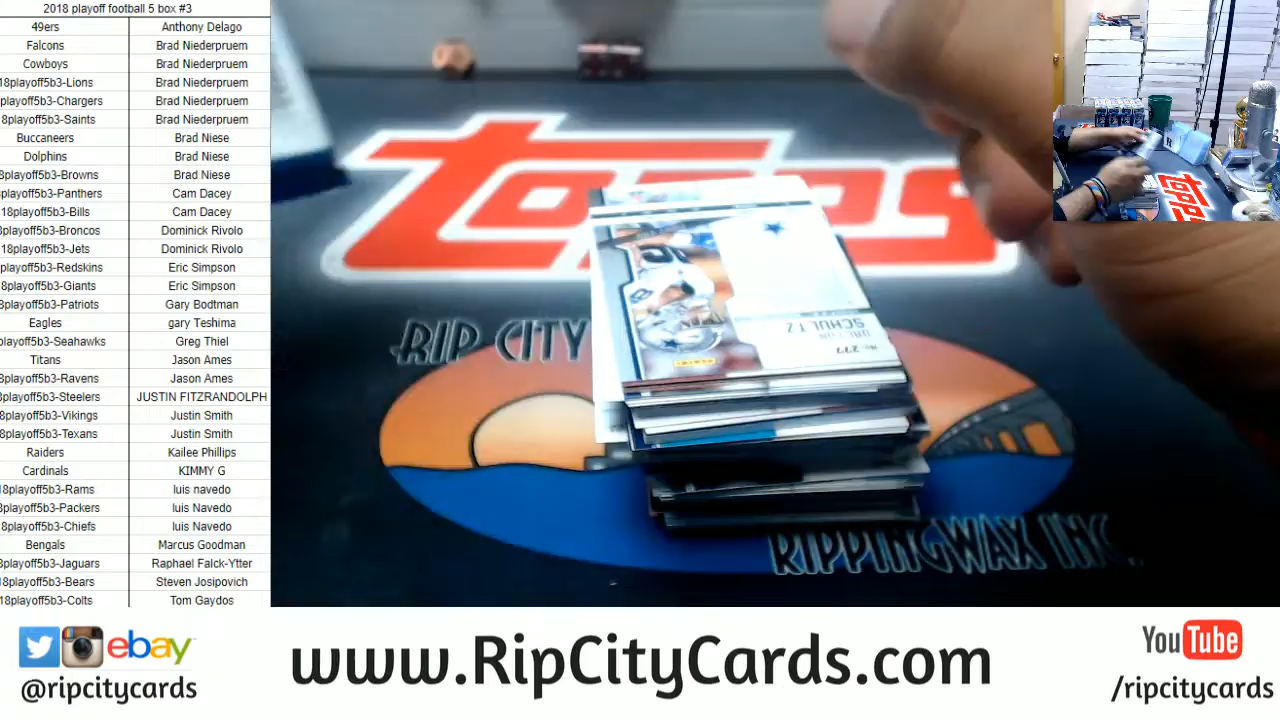 2018 playoff football 5 box #3
49ers Anthony Delago
Falcons Brad Niederpruem
Cowboys Brad Niederpruem
18playoff5b3-Lions Brad Niederpruem
playoff5b3-Chargers Brad Niederpruem
8playoff5b3-Saints Brad Niederpruem
Buccaneers Brad Niese
Dolphins Brad Niese
8playoff5b3-Browns Brad Niese
playoff5b3-Panthers Cam Dacey
18playoff5b3-Bills Cam Dacey
8playoff5b3-Broncos Dominick Rivolo
18playoff5b3-Jets Dominick Rivolo
playoff5b3-Redskins Eric Simpson
8playoff5b3-Giants Eric Simpson
8playoff5b3-Patriots Gary Bodtman
Eagles gary Teshima
layoff5b3-Seahawks Greg Thiel
Titans Jason Ames
8playoff5b3-Ravens Jason Ames
8playoff5b3-Steelers JUSTIN FITZRANDOLPH
8playoff5b3-Vikings Justin Smith
8playoff5b3-Texans Justin Smith
Raiders Kailee Phillips
Cardinals KIMMY G
18playoff5b3-Rams luis navedo
8playoff5b3-Packers luis Navedo
8playoff5b3-Chiefs luis Navedo
Bengals Marcus Goodman
8playoff5b3-Jaguars Raphael Falck-Ytter
18playoff5b3-Bears Steven Josipovich
18playoff5b3-Colts Tom Gaydos
topps
No. 277
DALTON
SCHULTZ
PANINI
RIP CITY
RIPPINGWAX INC.
topps
ebay
@ripcitycards
www.RipCityCards.com
YouTube
/ripcitycards